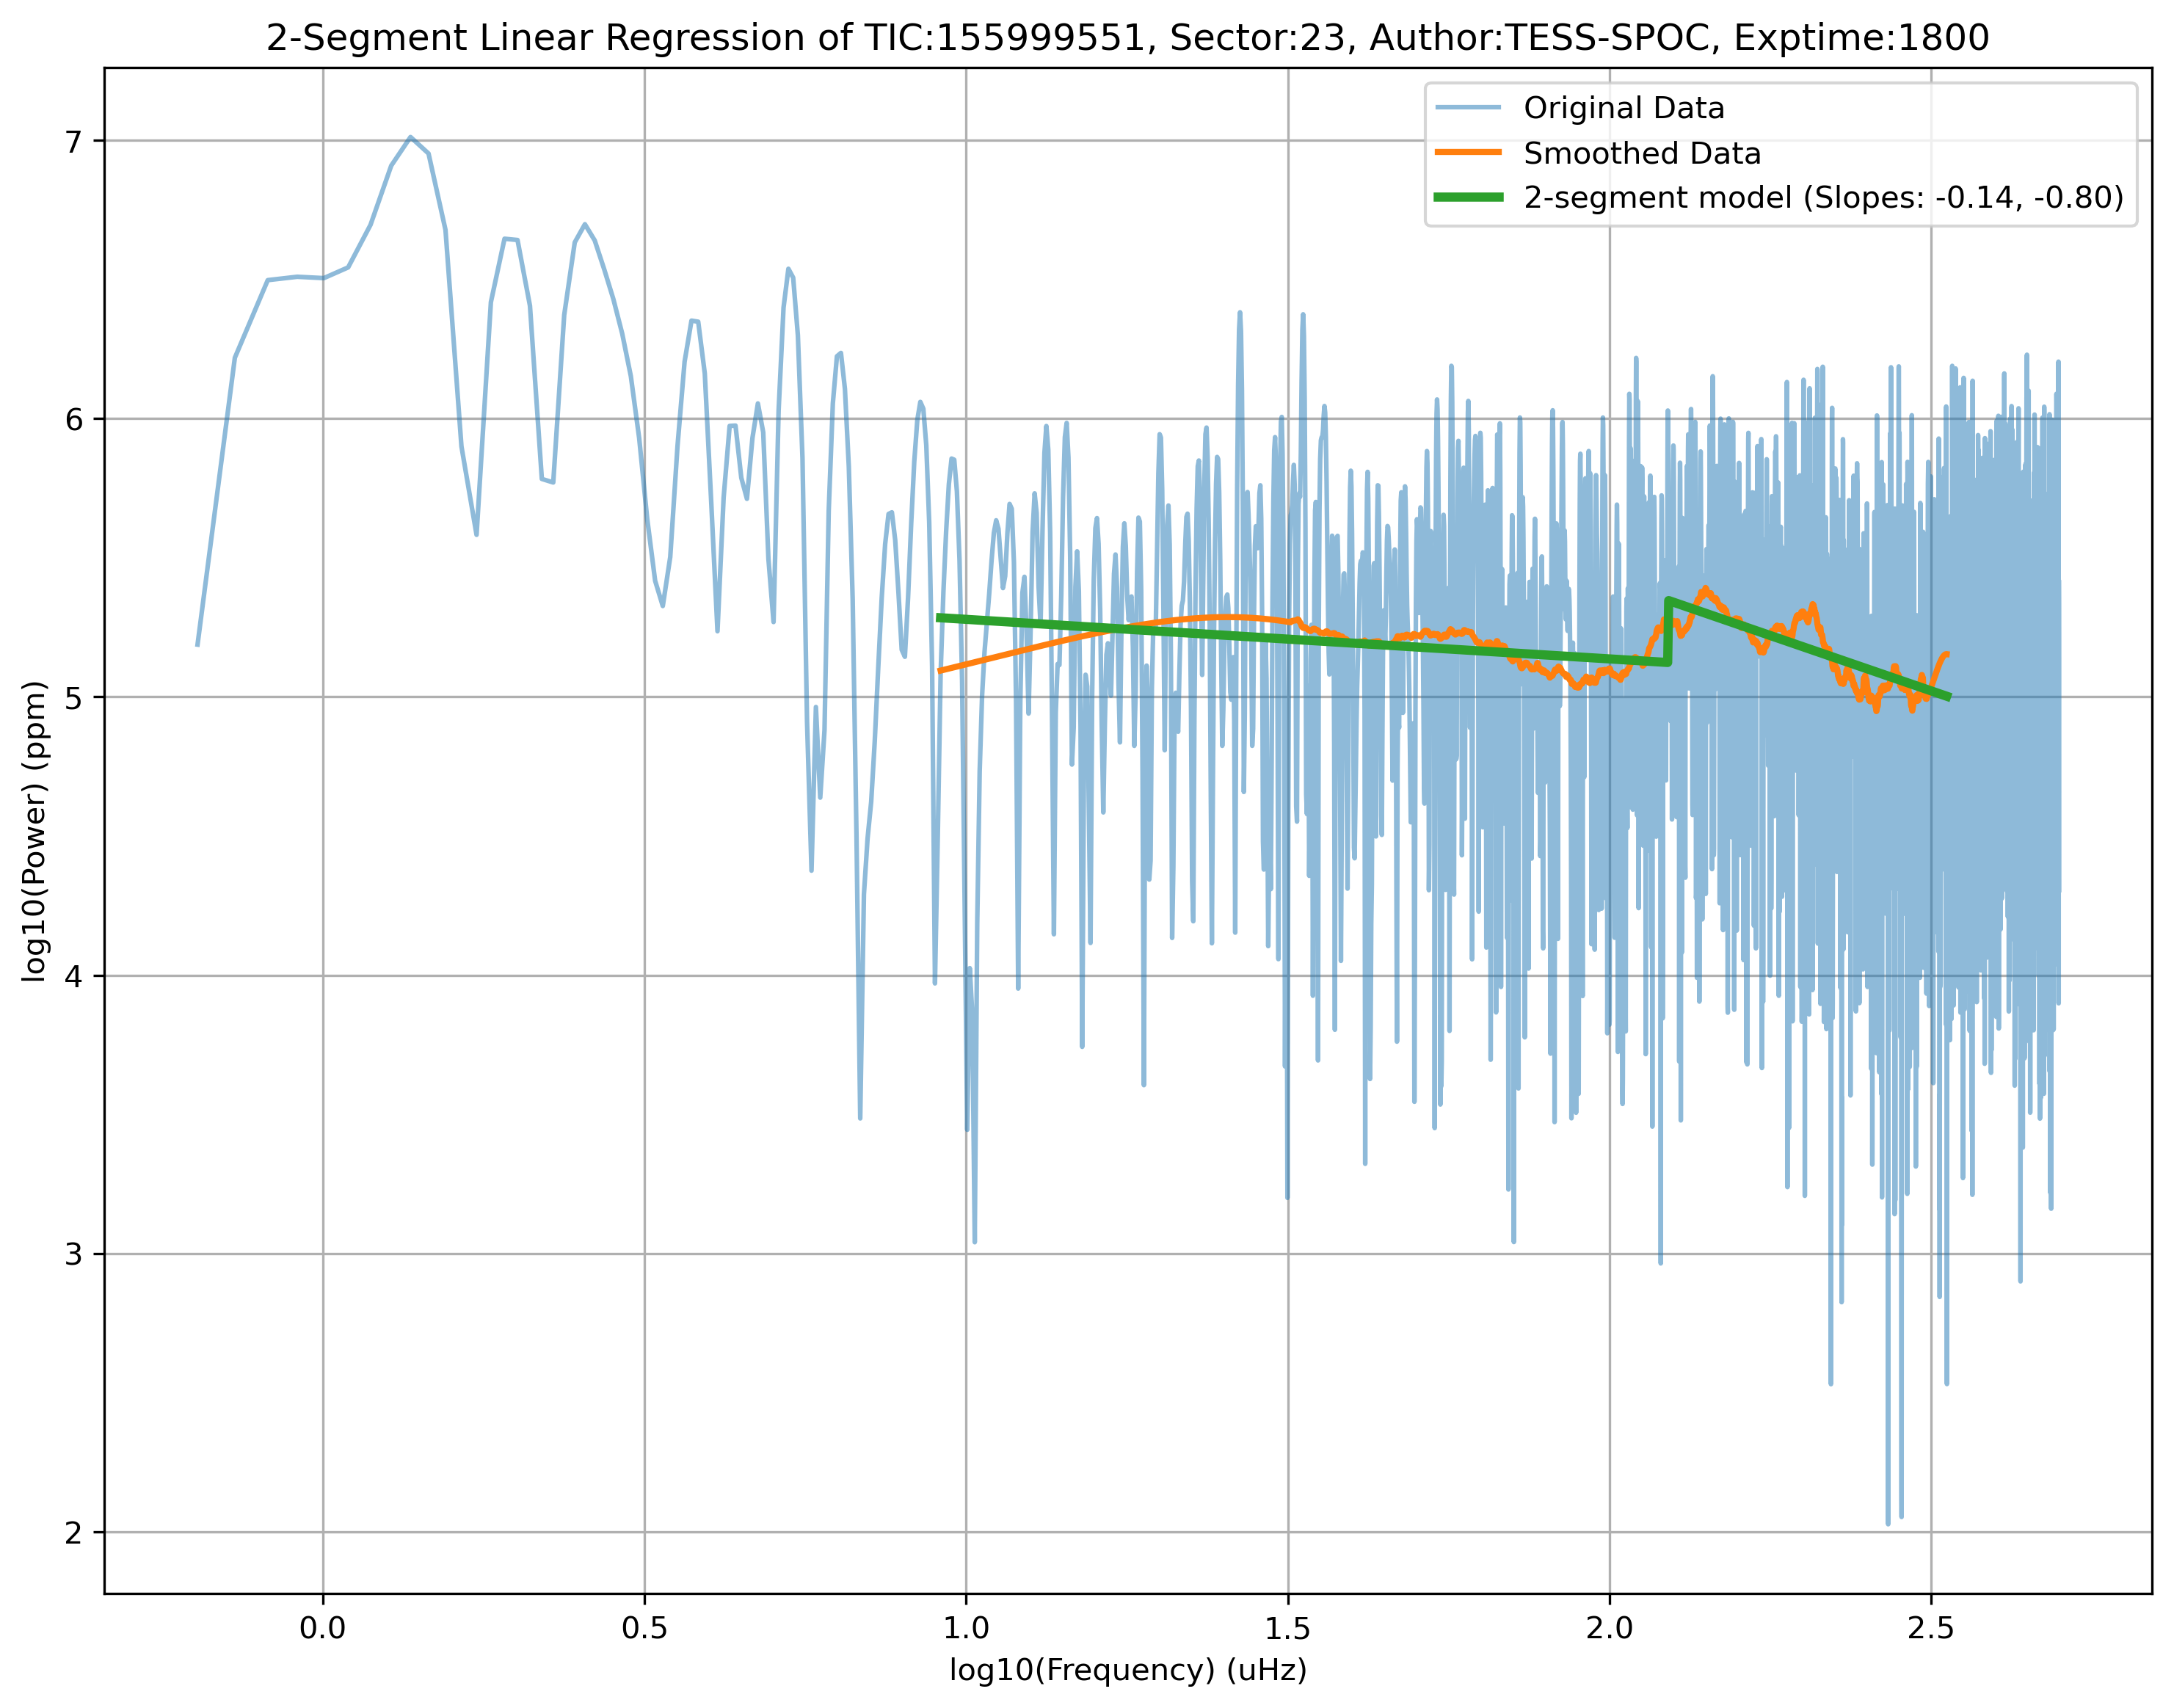 2-Segment Linear Regression of TIC:155999551, Sector:23, Author:TESS-SPOC, Exptime:1800
Original Data
Smoothed Data
2-segment model (Slopes: -0.14, -0.80)
7
6
5
4
3
2
log10(Power) (ppm)
0.0
0.5
1.0
1.5
2.0
2.5
log10(Frequency) (uHz)